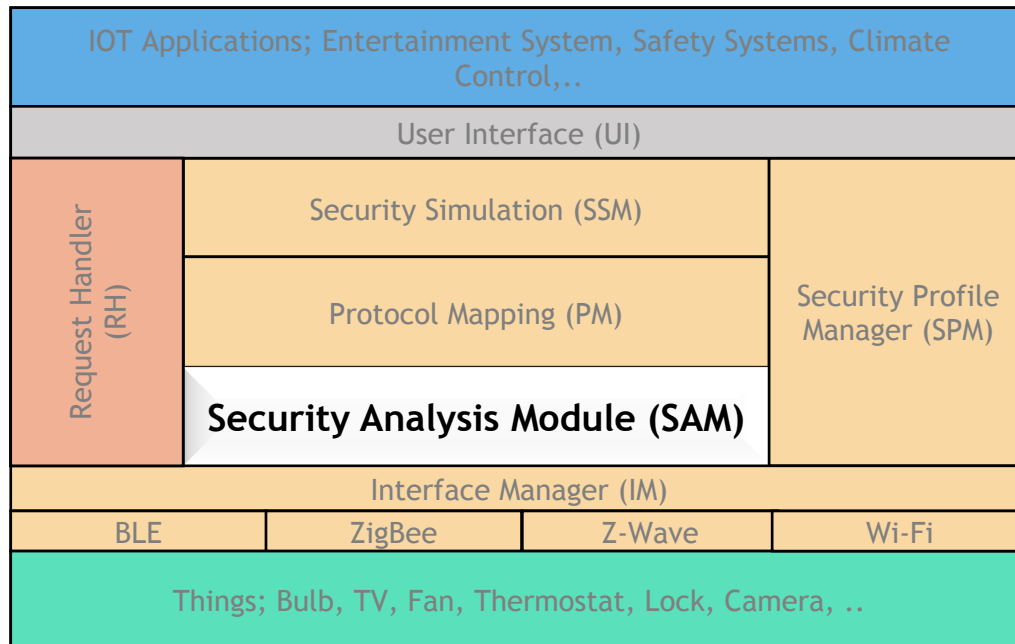 IOT Applications; Entertainment System, Safety Systems, Climate
Control,..
User Interface (UI)
Request Handler
(RH)
Security Simulation (SSM)
Protocol Mapping (PM)
Security Analysis Module (SAM)
Security Profile
Manager (SPM)
Interface Manager (IM)
BLE
ZigBee
Z-Wave
Wi-Fi
Things; Bulb, TV, Fan, Thermostat, Lock, Camera, ..